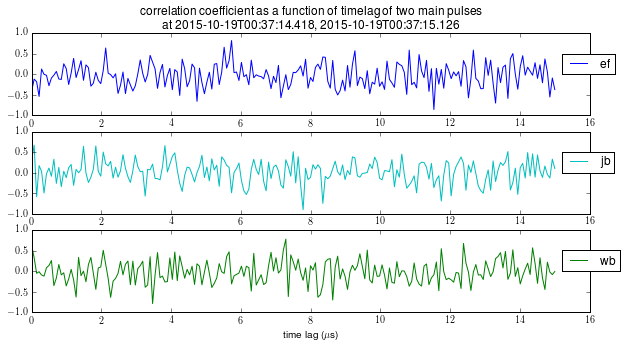 correlation coefficient as a function of timelag of two main pulses
at 2015-10-19T00:37:14.418, 2015-10-19T00:37:15.126
1.0
0.5
0.0
−0.5
−1.0
0 2 4 6 8 10 12 14 16
ef
1.0
0.5
0.0
−0.5
−1.0
0 2 4 6 8 10 12 14 16
jb
1.0
0.5
0.0
−0.5
−1.0
0 2 4 6 8 10 12 14 16
wb
time lag (μs)